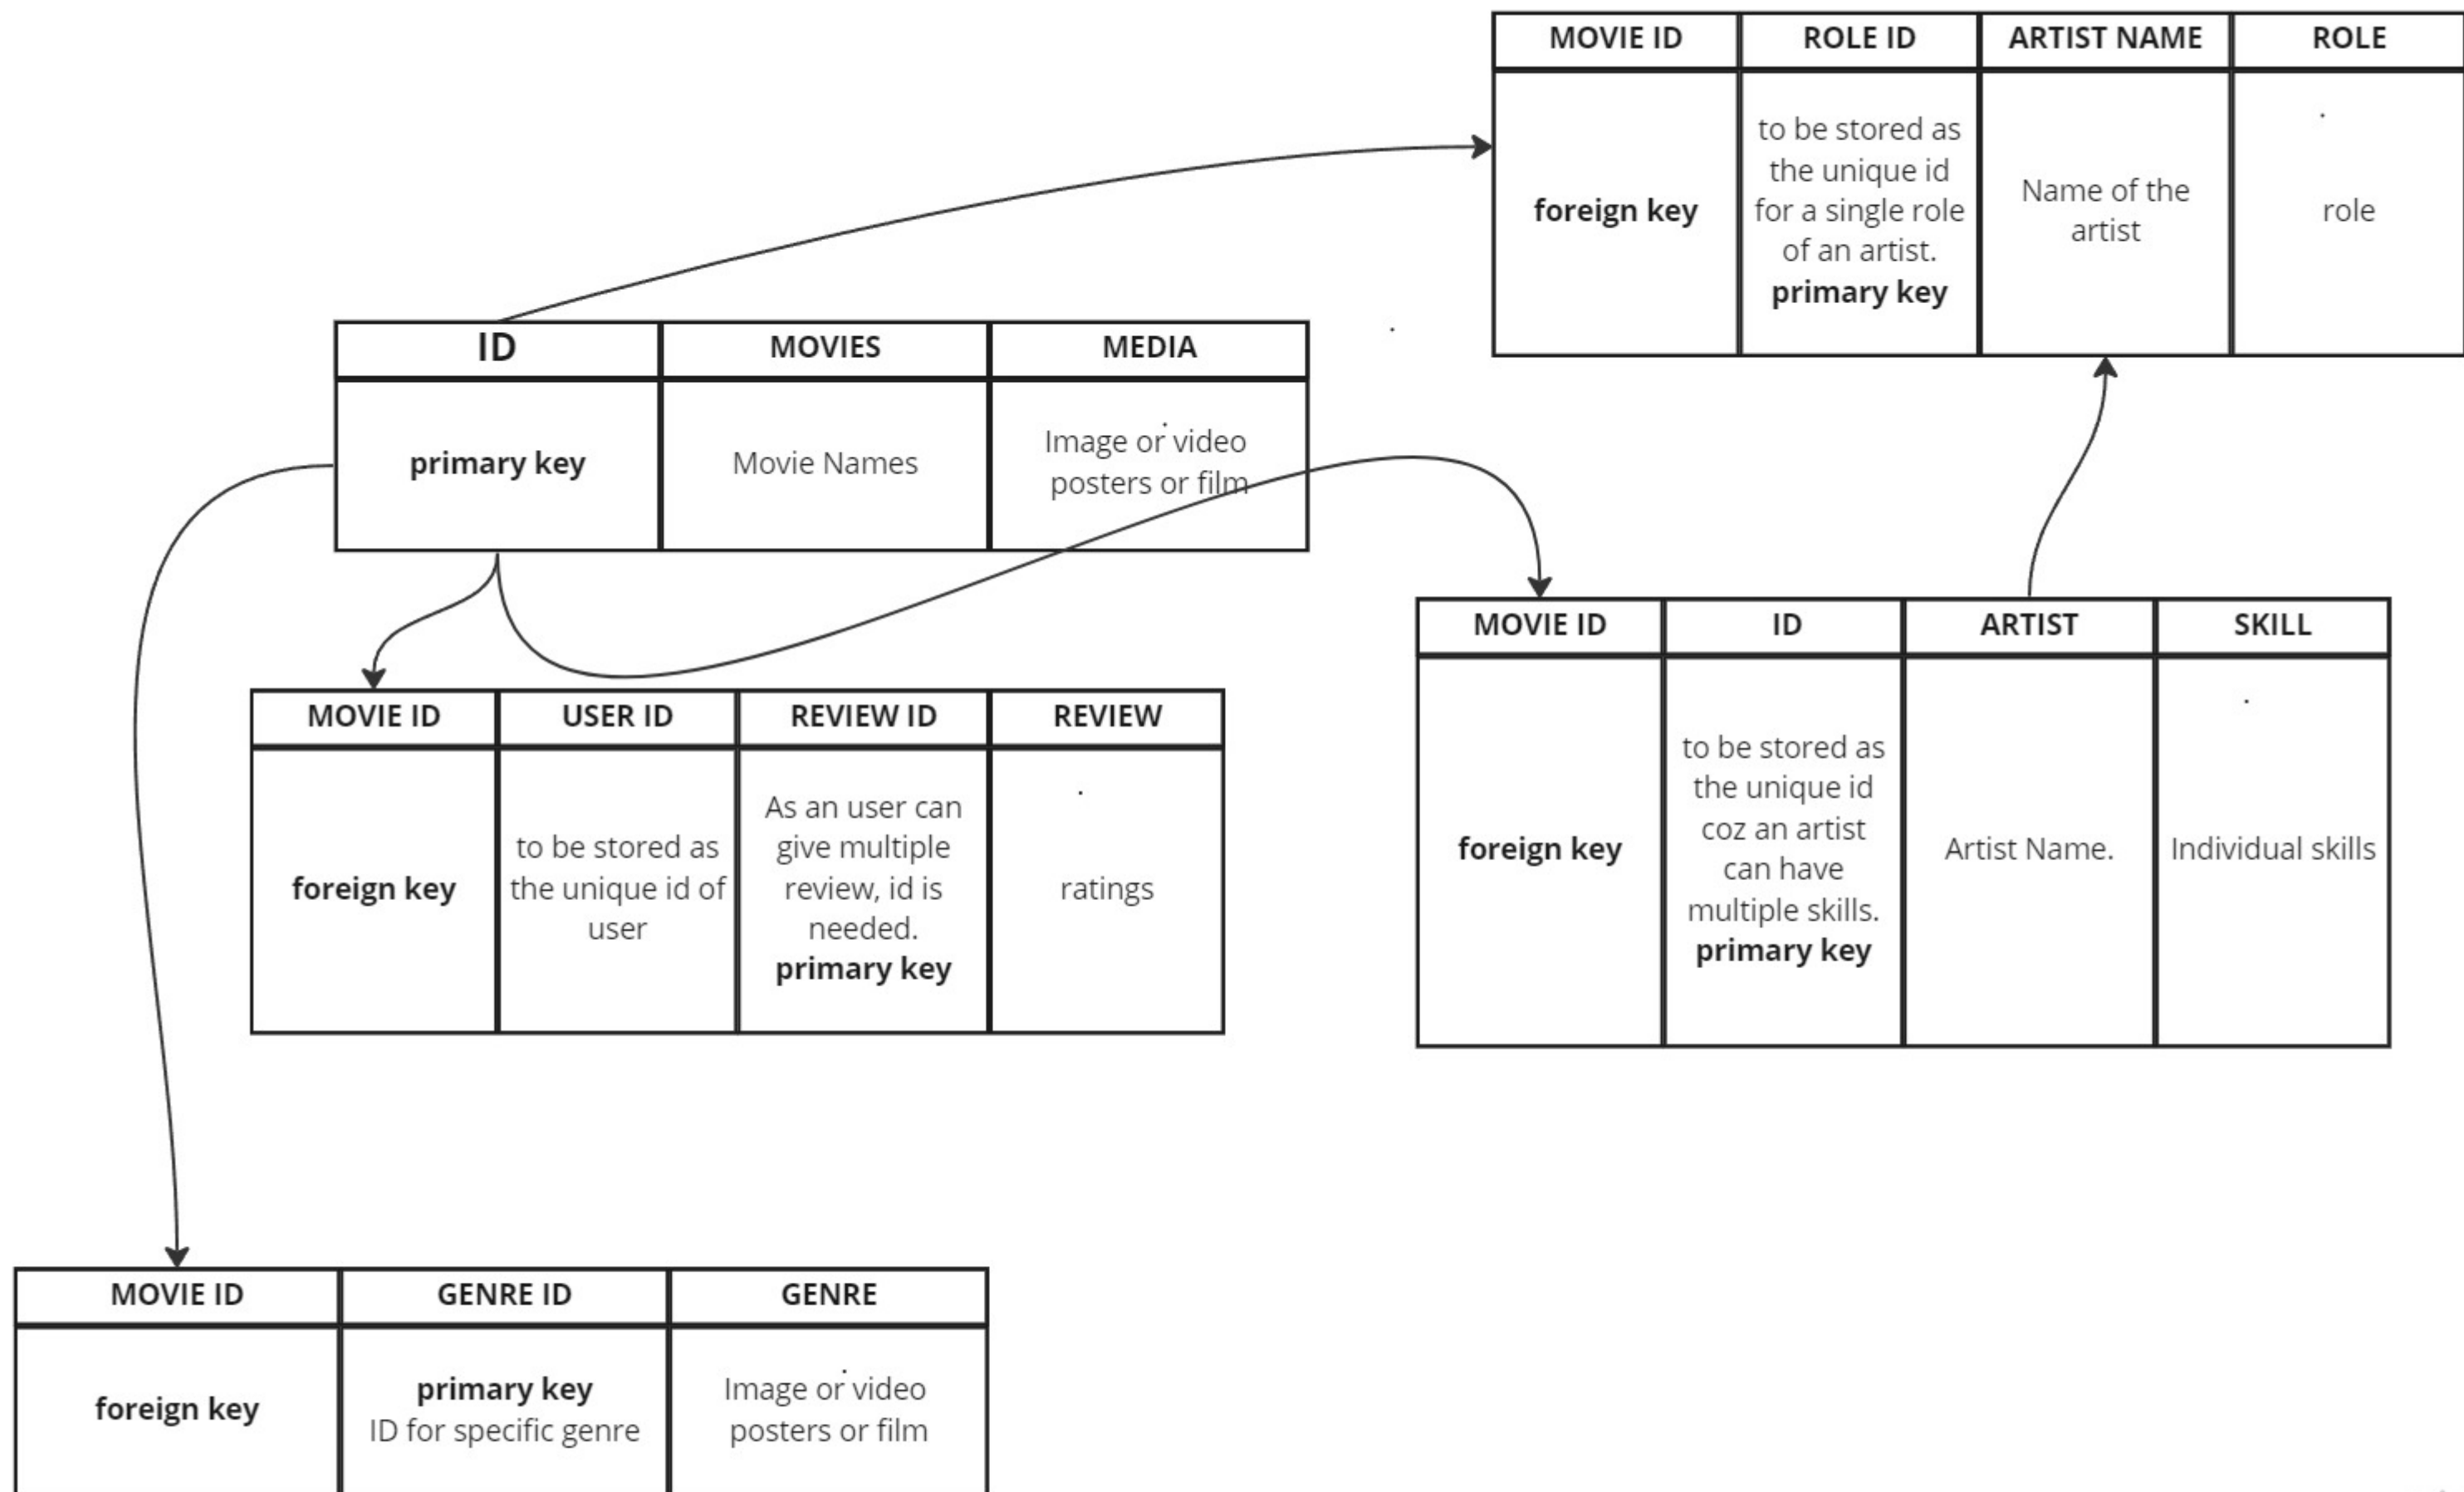 MOVIE ID
ROLE ID
ARTIST NAME
ROLE
foreign key
to be stored as
the unique id
for a single role
of an artist.
primary key
Name of the
artist
role
ID
MOVIES
MEDIA
primary key
Movie Names
Image or video
posters or film
MOVIE ID
ID
ARTIST
SKILL
foreign key
to be stored as
the unique id
coz an artist
can have
multiple skills.
primary key
Artist Name.
Individual skills
MOVIE ID
USER ID
REVIEW ID
REVIEW
foreign key
to be stored as
the unique id of
user
As an user can
give multiple
review, id is
needed.
primary key
ratings
MOVIE ID
GENRE ID
GENRE
foreign key
primary key
ID for specific genre
Image or video
posters or film